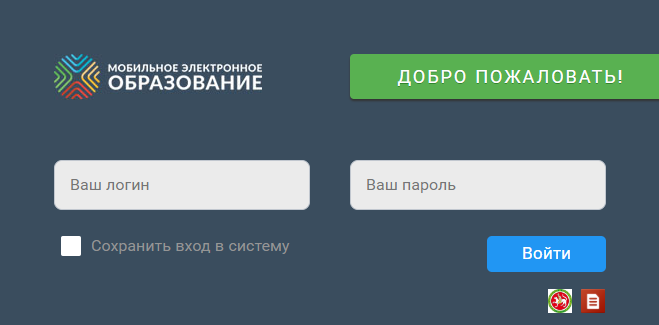 МОБИЛЬНОЕ ЭЛЕКТРОННОЕ
ОБРАЗОВАНИЕ
ДОБРО ПОЖАЛОВАТЬ!
Ваш логин
Ваш пароль
Сохранить вход в систему
Войти